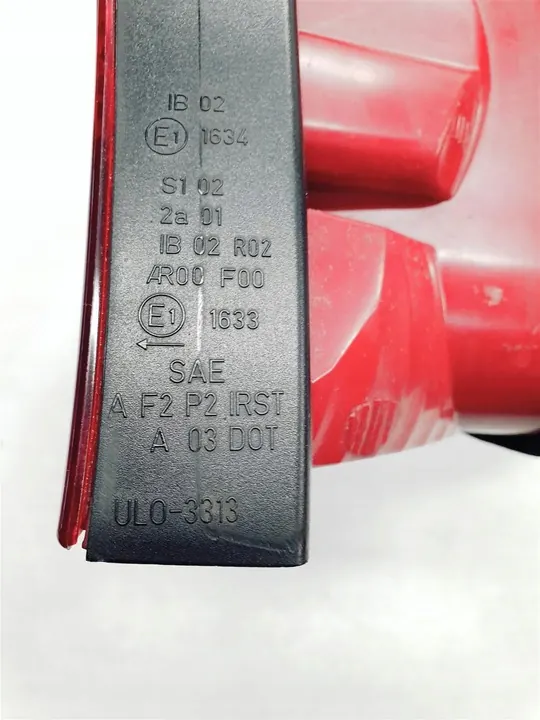 IB 02
E1 1634
S1 02
2a 01
IB 02 R02
AR00 F00
E1 1633
SAE
A F2 P2 IRST
A 03 DOT
ULO-3313